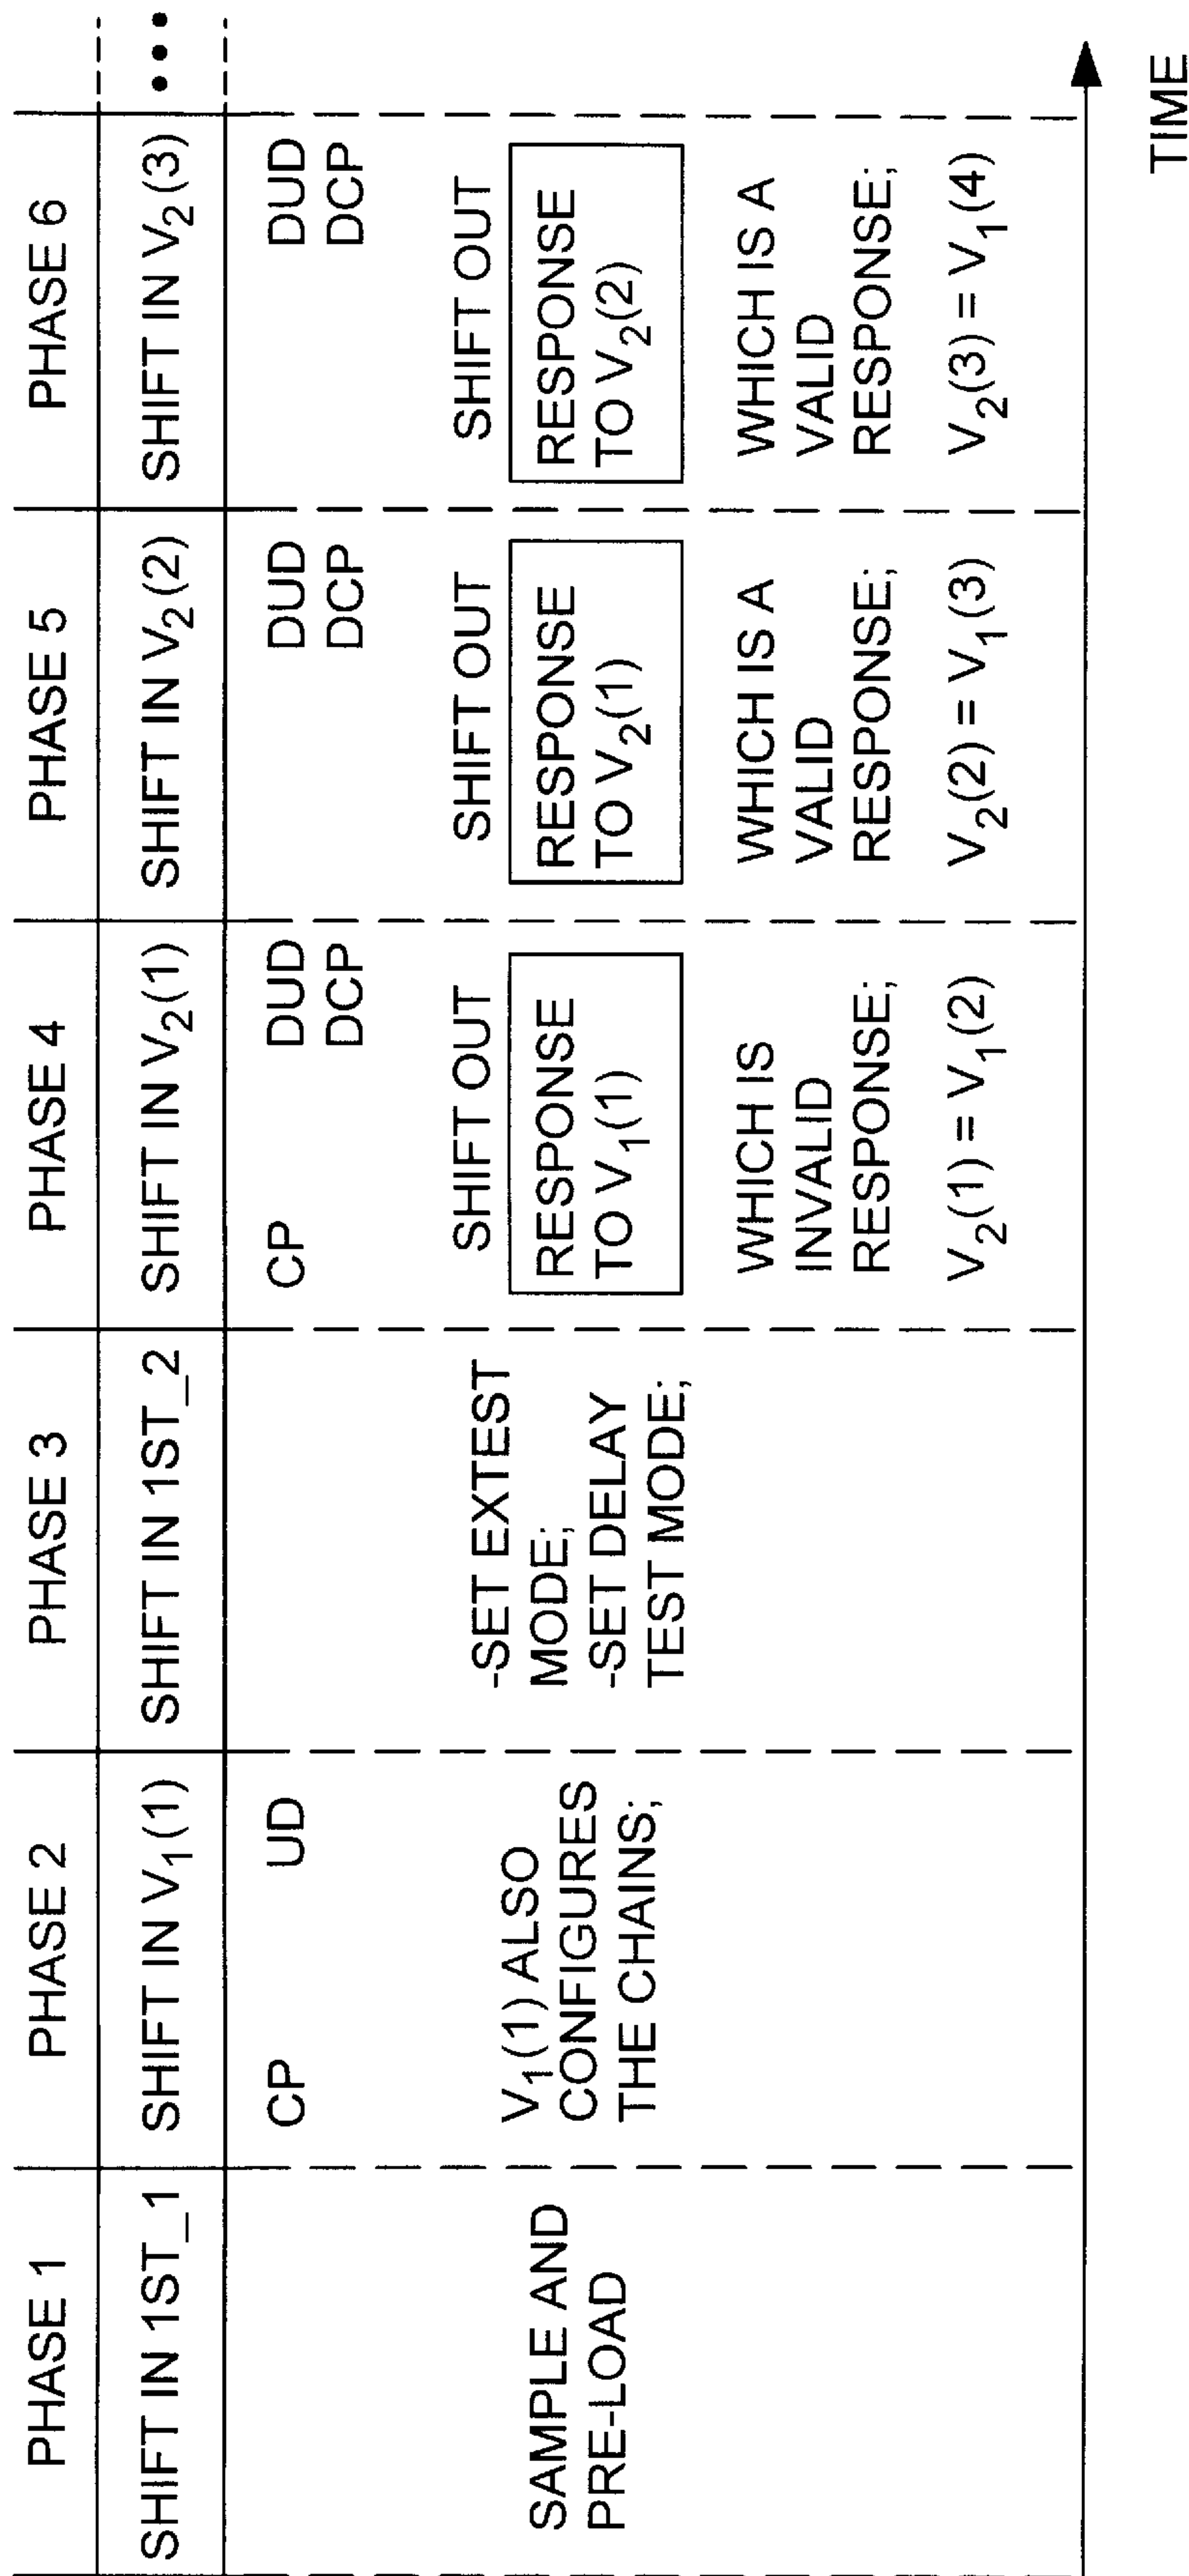 PHASE 1
SHIFT IN 1ST_1
SAMPLE AND
PRE-LOAD
PHASE 2
SHIFT IN V1(1)
CP UD
V1(1) ALSO
CONFIGURES
THE CHAINS;
PHASE 3
SHIFT IN 1ST_2
-SET EXTEST
MODE;
-SET DELAY
TEST MODE;
PHASE 4
SHIFT IN V2(1)
CP DUD
DCP
SHIFT OUT
RESPONSE
TO V1(1)
WHICH IS
INVALID
RESPONSE;
V2(1) = V1(2)
PHASE 5
SHIFT IN V2(2)
DUD
DCP
SHIFT OUT
RESPONSE
TO V2(1)
WHICH IS A
VALID
RESPONSE;
V2(2) = V1(3)
PHASE 6
SHIFT IN V2(3)
DUD
DCP
SHIFT OUT
RESPONSE
TO V2(2)
WHICH IS A
VALID
RESPONSE;
V2(3) = V1(4)
•••
TIME